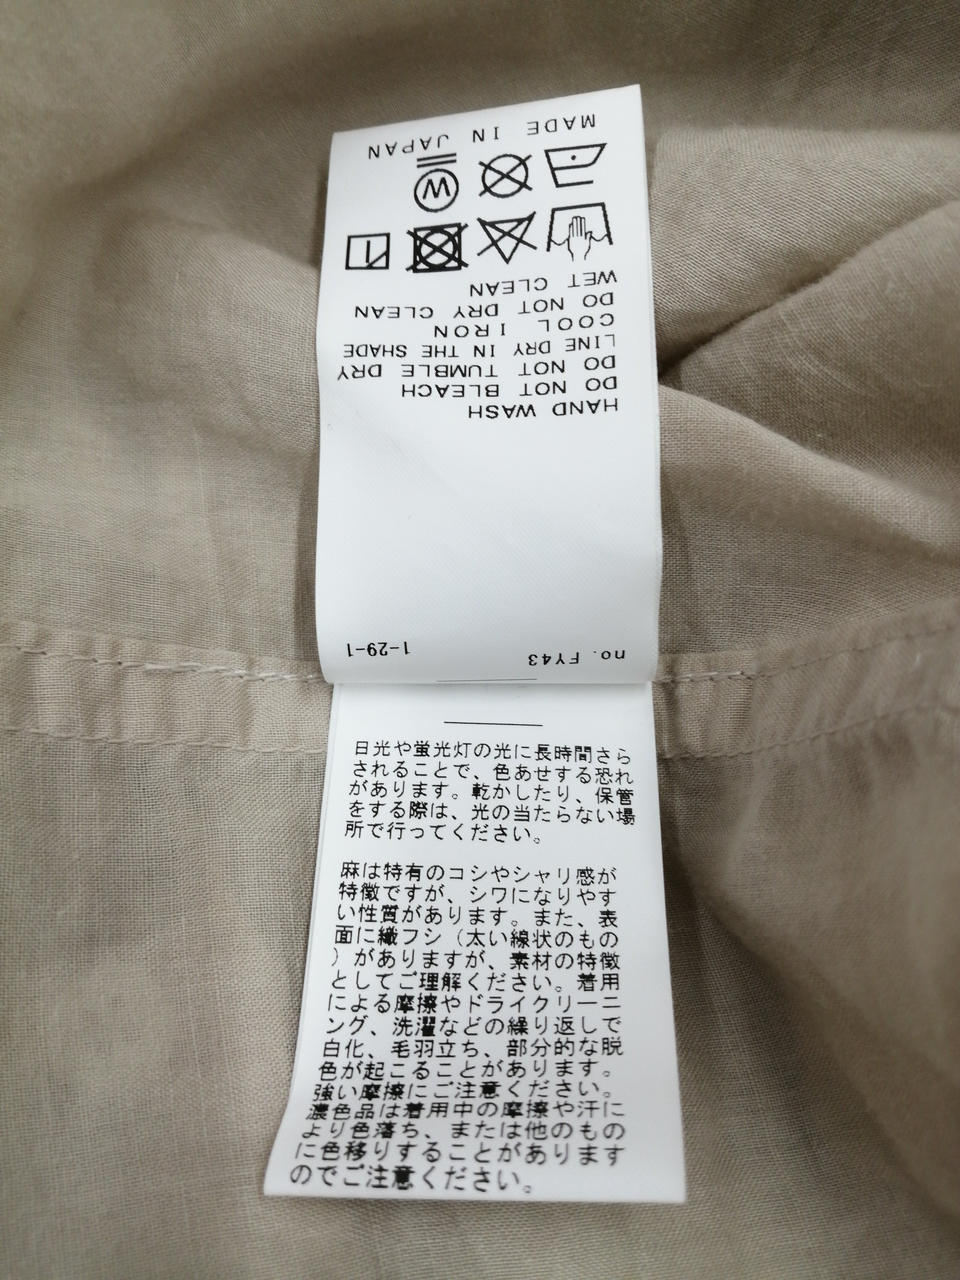 HAND WASH
DO NOT BLEACH
DO NOT TUMBLE DRY
LINE DRY IN THE SHADE
COOL IRON
DO NOT DRY CLEAN
WET CLEAN
W
MADE IN JAPAN
no. FY43
1-29-1
日光や蛍光灯の光に長時間さら
されることで、色あせする恐れ
があります。乾かしたり、保管
をする際は、光の当たらない場
所で行ってください。
麻は特有のコシやシャリ感が
特徴ですが、シワになりやす
い性質があります。また、表
面に織フシ（太い線状のもの
）がありますが、素材の特徴
としてご理解ください。着用
による摩擦やドライクリーニ
ング、洗濯などの繰り返しで
白化、毛羽立ち、部分的な脱
色が起こることがあります。
強い摩擦にご注意ください。
濃色品は着用中の摩擦や汗に
より色落ち、または他のもの
に色移りすることがあります
のでご注意ください。